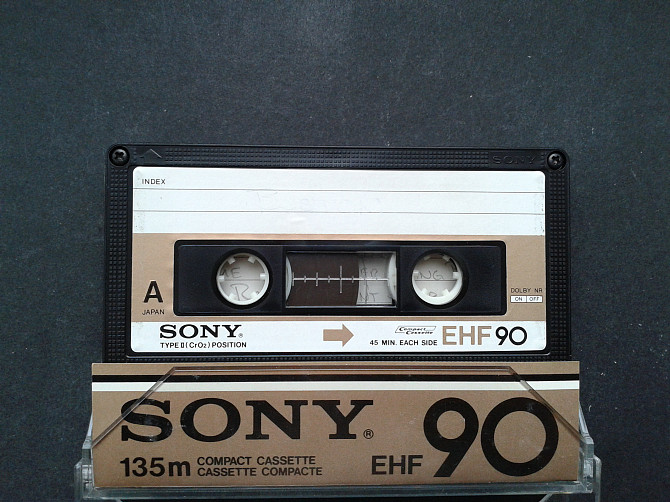 SONY
INDEX
A
JAPAN
DOLBY NR
ON OFF
SONY®
TYPE II (CrO2) POSITION
Compact Cassette
45 MIN. EACH SIDE
EHF 90
SONY®
135m COMPACT CASSETTE
CASSETTE COMPACTE
EHF 90